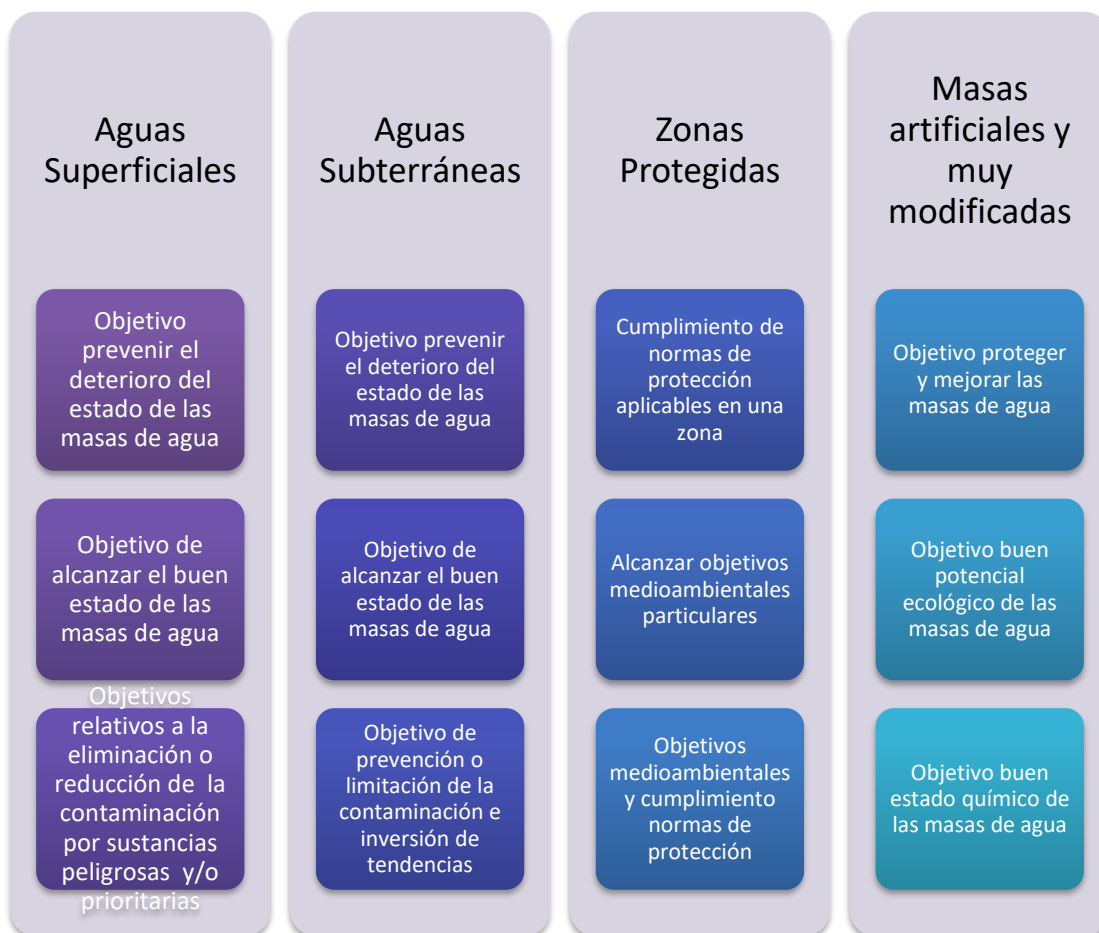 Aguas
Superficiales
Objetivo
prevenir el
deterioro del
estado de las
masas de agua
Objetivo de
alcanzar el buen
estado de las
masas de agua
Objetivos
relativos a la
eliminación o
reducción de  la
contaminación
por sustancias
peligrosas  y/o
prioritarias
Aguas
Subterráneas
Objetivo prevenir
el deterioro del
estado de las
masas de agua
Objetivo de
alcanzar el buen
estado de las
masas de agua
Objetivo de
prevención o
limitación de la
contaminación e
inversión de
tendencias
Zonas
Protegidas
Cumplimiento de
normas de
protección
aplicables en una
zona
Alcanzar objetivos
medioambientales
particulares
Objetivos
medioambientales
y cumplimiento
normas de
protección
Masas
artificiales y
muy
modificadas
Objetivo proteger
y mejorar las
masas de agua
Objetivo buen
potencial
ecológico de las
masas de agua
Objetivo buen
estado químico de
las masas de agua